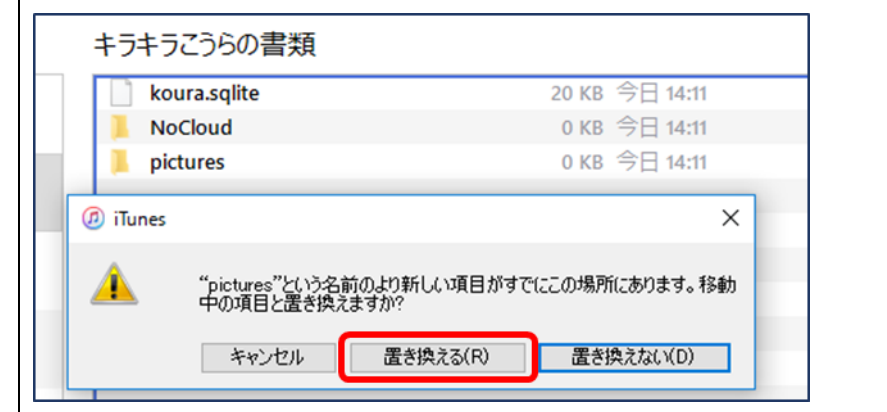 キラキラこうらの書類
koura.sqlite 20 KB 今日 14:11
NoCloud 0 KB 今日 14:11
pictures 0 KB 今日 14:11
iTunes
“pictures”という名前のより新しい項目がすでにこの場所にあります。移動
中の項目と置き換えますか?
キャンセル 置き換える(R) 置き換えない(D)